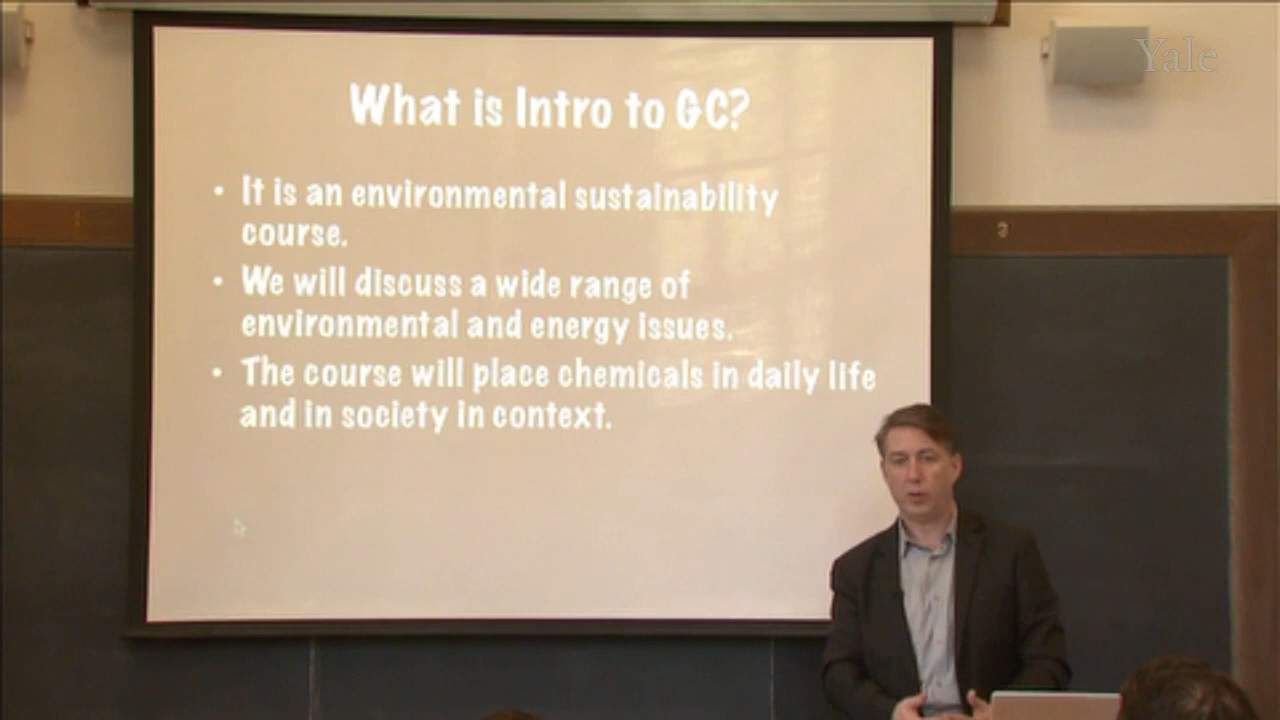 Yale
What is Intro to GC?
• It is an environmental sustainability
course.
• We will discuss a wide range of
environmental and energy issues.
• The course will place chemicals in daily life
and in society in context.
3